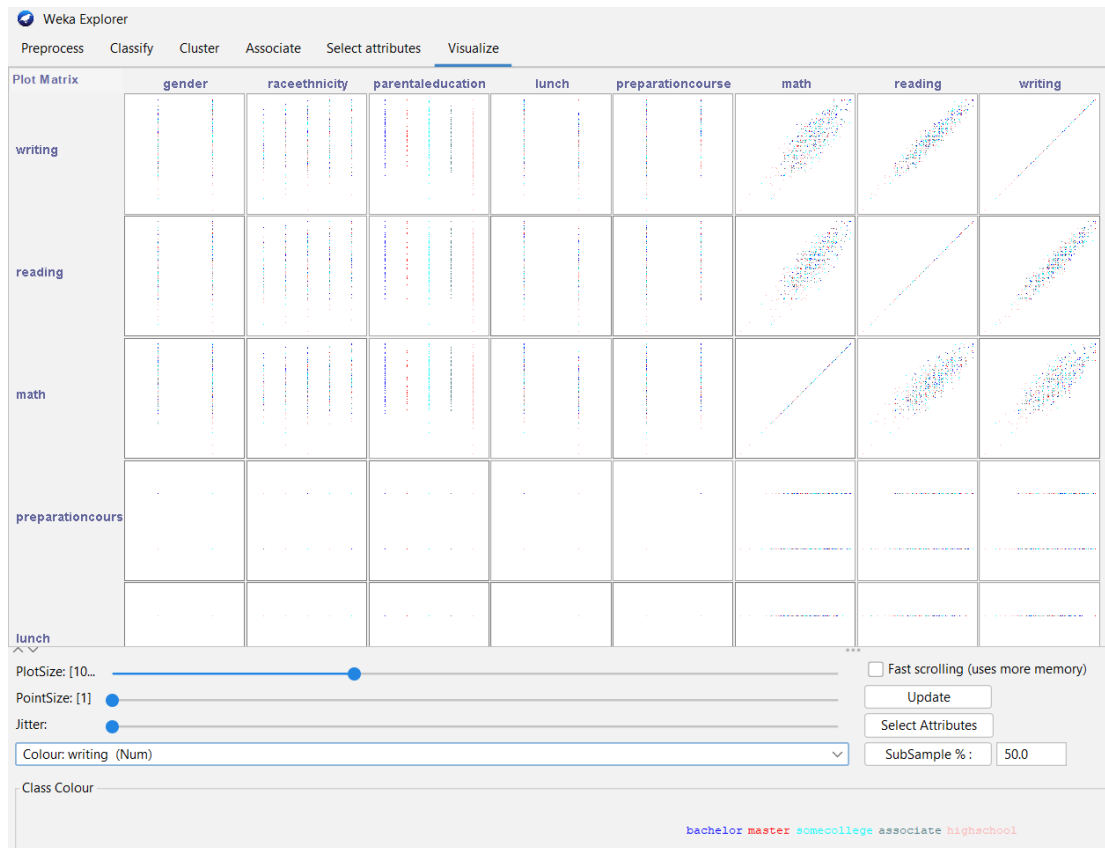 Weka Explorer
Preprocess Classify Cluster Associate Select attributes Visualize
Plot Matrix gender raceethnicity parentaleducation lunch preparationcourse math reading writing
writing
reading
math
preparationcours
lunch
PlotSize: [10... Fast scrolling (uses more memory)
PointSize: [1] Update
Jitter: Select Attributes
Colour: writing (Num) SubSample % : 50.0
Class Colour
bachelor master somecollege associate highschool